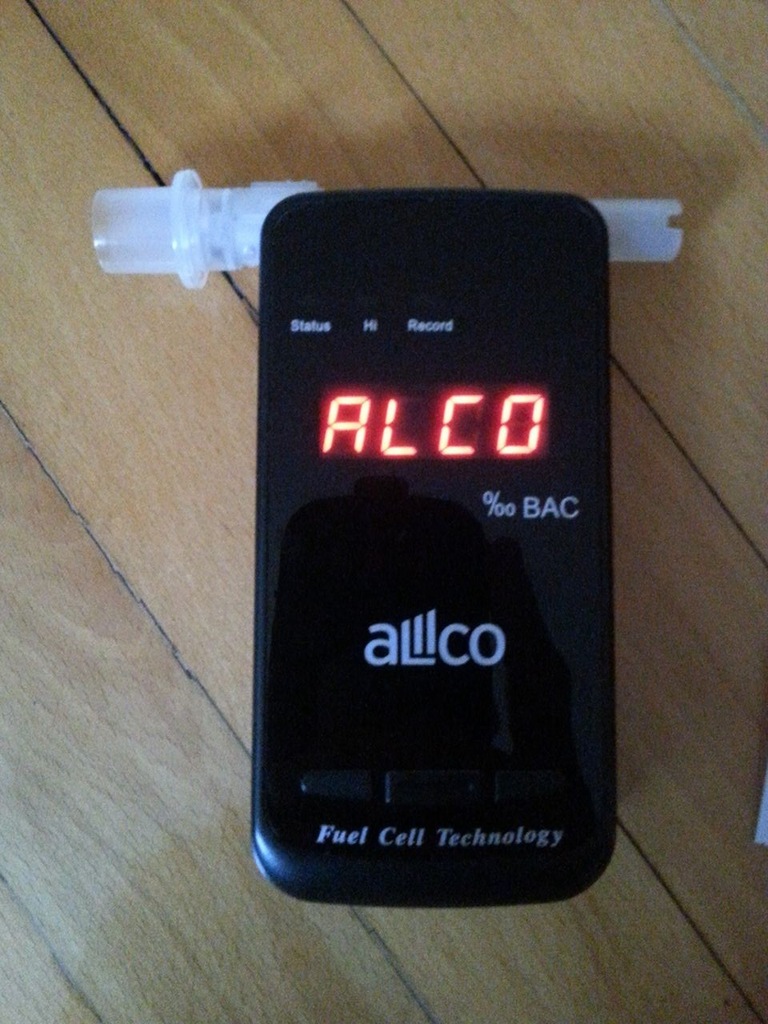 Status Hi Record
ALCO
‰ BAC
alllco
Fuel Cell Technology